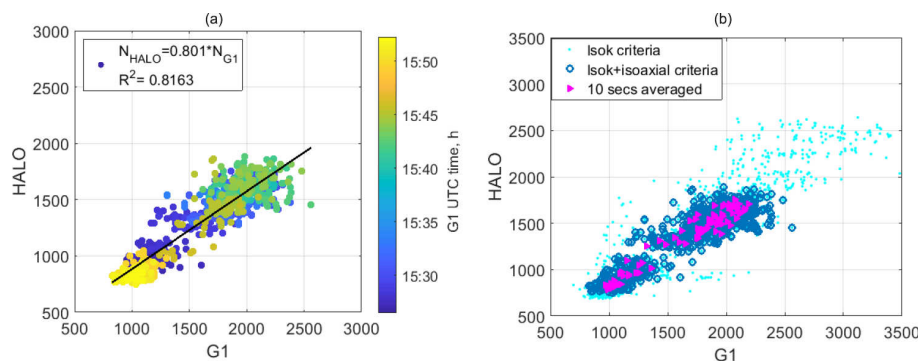 (a)
3000
2500
2000
1500
1000
500
HALO
500
1000
1500
2000
2500
3000
G1
N_HALO=0.801*N_G1
R²= 0.8163
15:50
15:45
15:40
15:35
15:30
G1 UTC time, h
(b)
3500
3000
2500
2000
1500
1000
500
HALO
500
1000
1500
2000
2500
3000
3500
G1
Isok criteria
Isok+isoaxial criteria
10 secs averaged